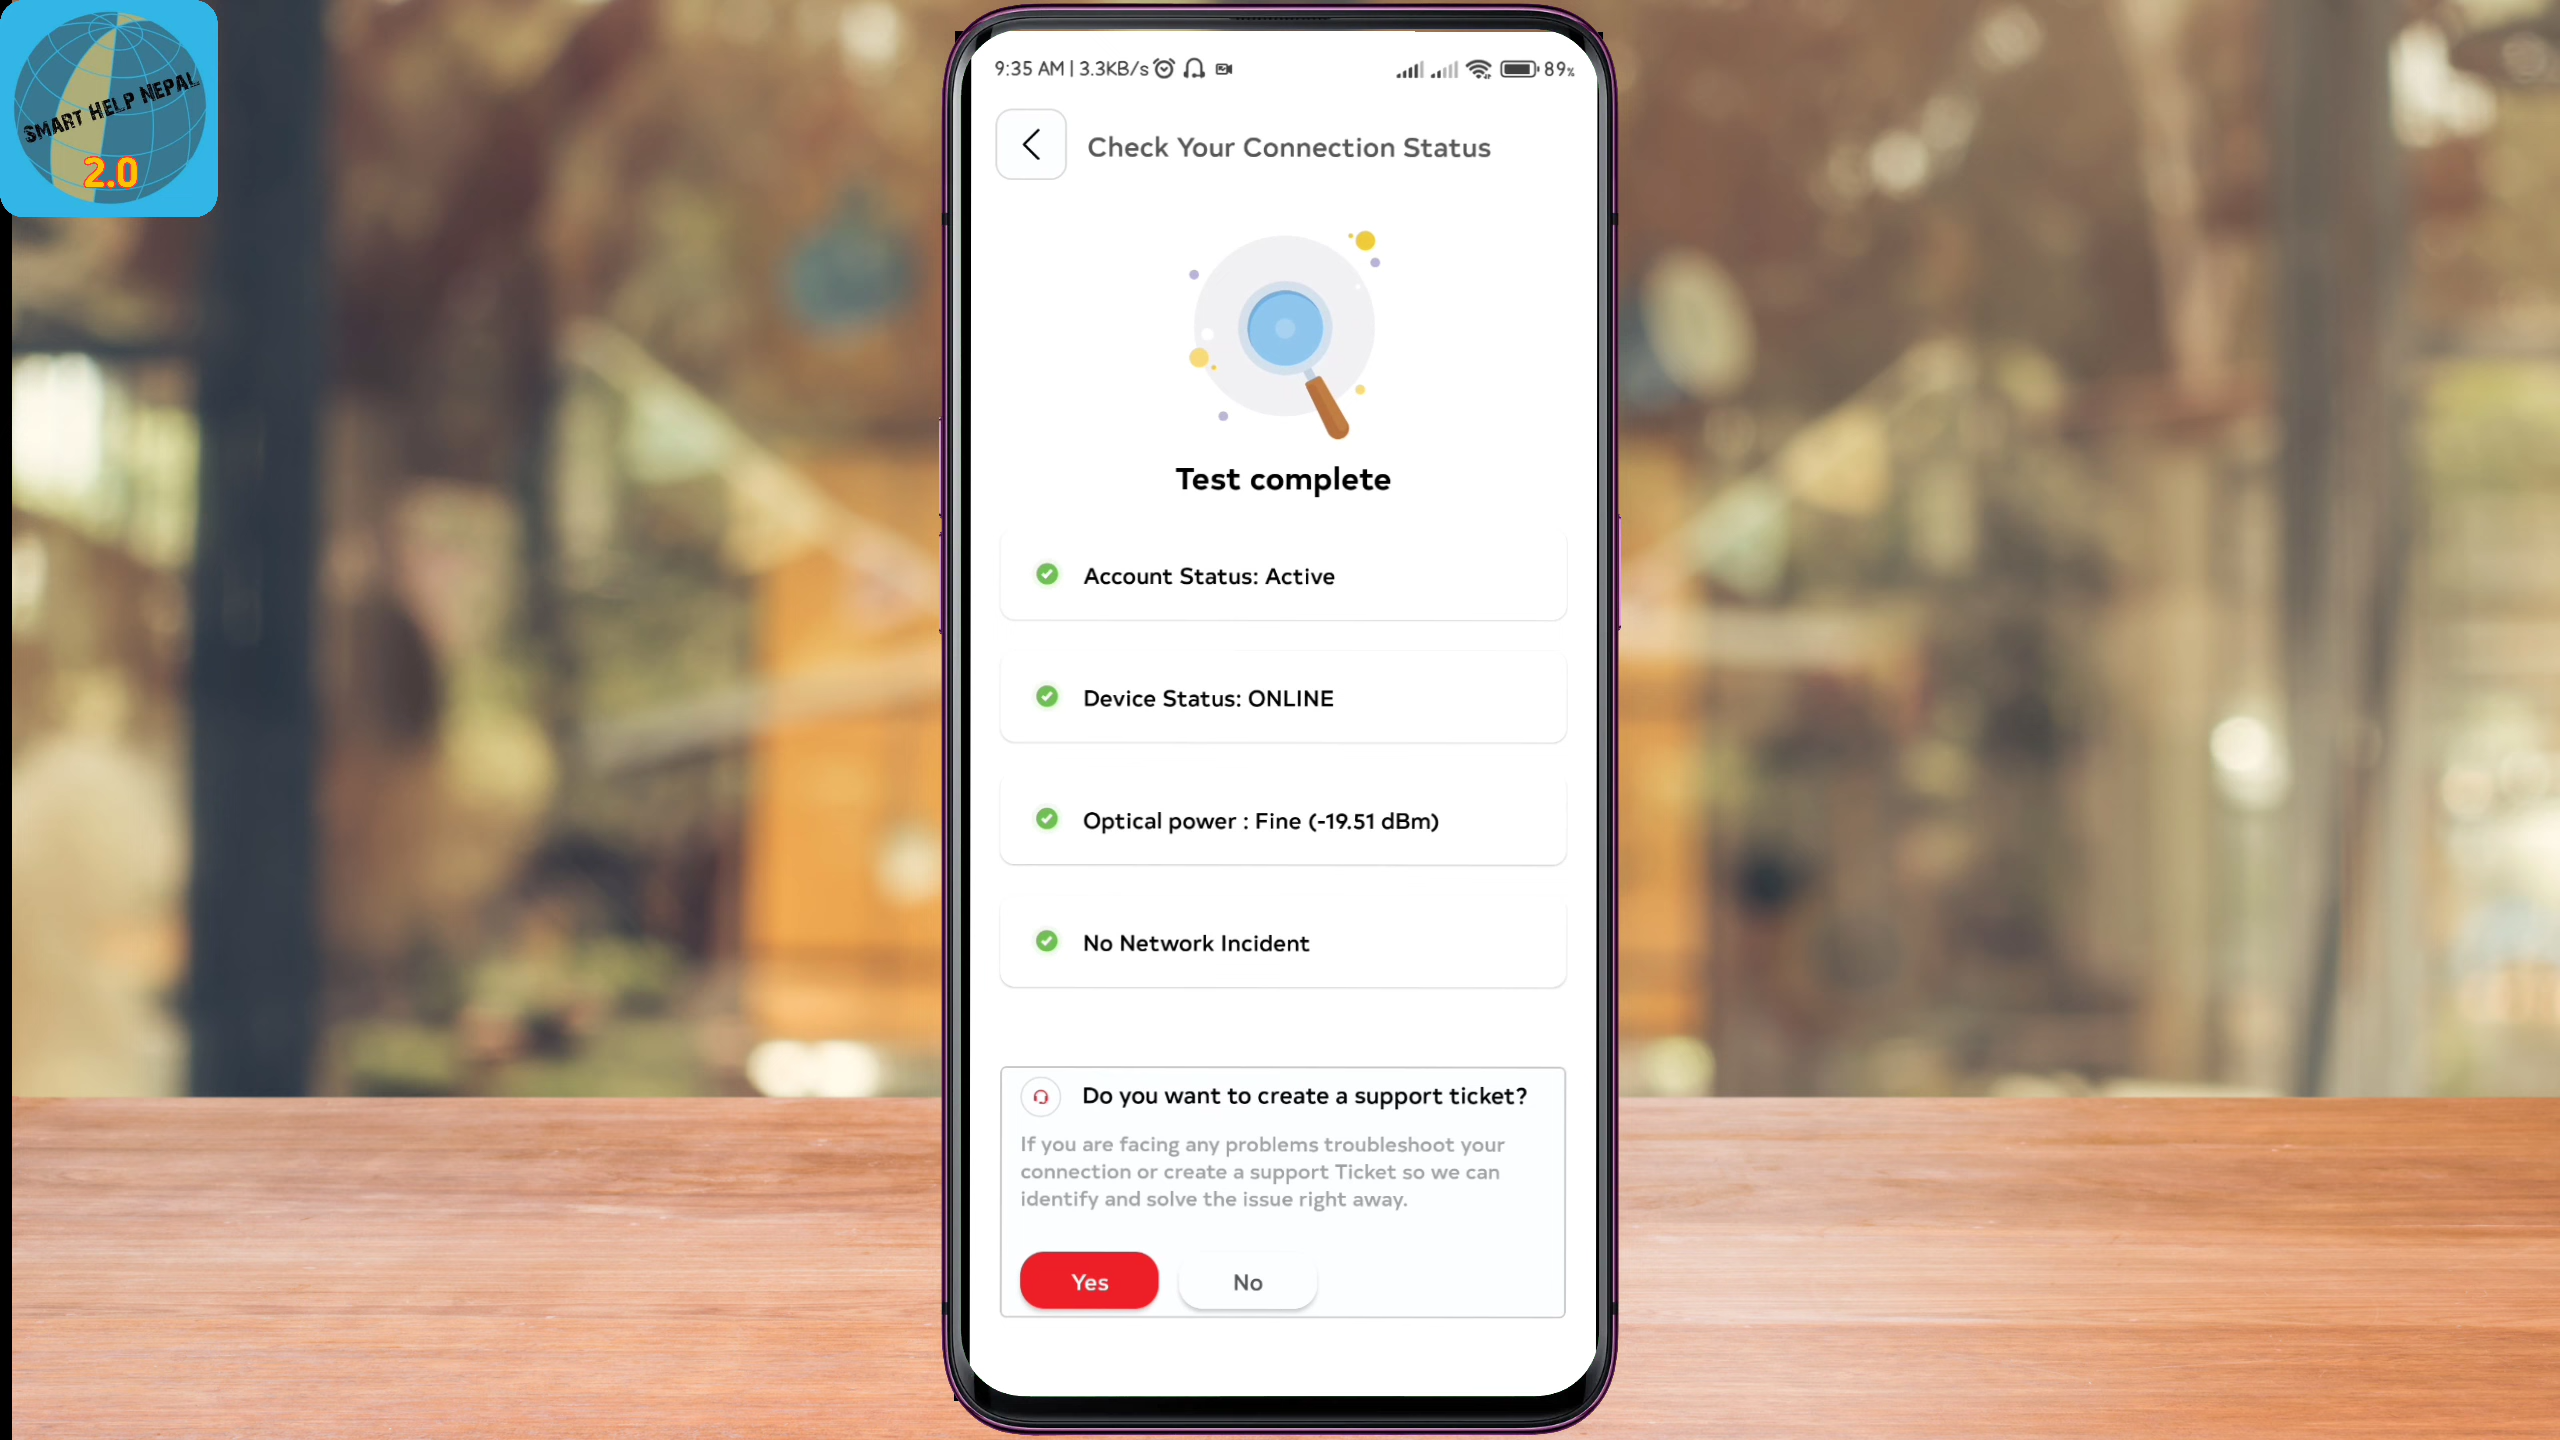 SMART HELP NEPAL
2.0
9:35 AM | 3.3KB/s
89%
Check Your Connection Status
Test complete
Account Status: Active
Device Status: ONLINE
Optical power : Fine (-19.51 dBm)
No Network Incident
Do you want to create a support ticket?
If you are facing any problems troubleshoot your
connection or create a support Ticket so we can
identify and solve the issue right away.
Yes
No